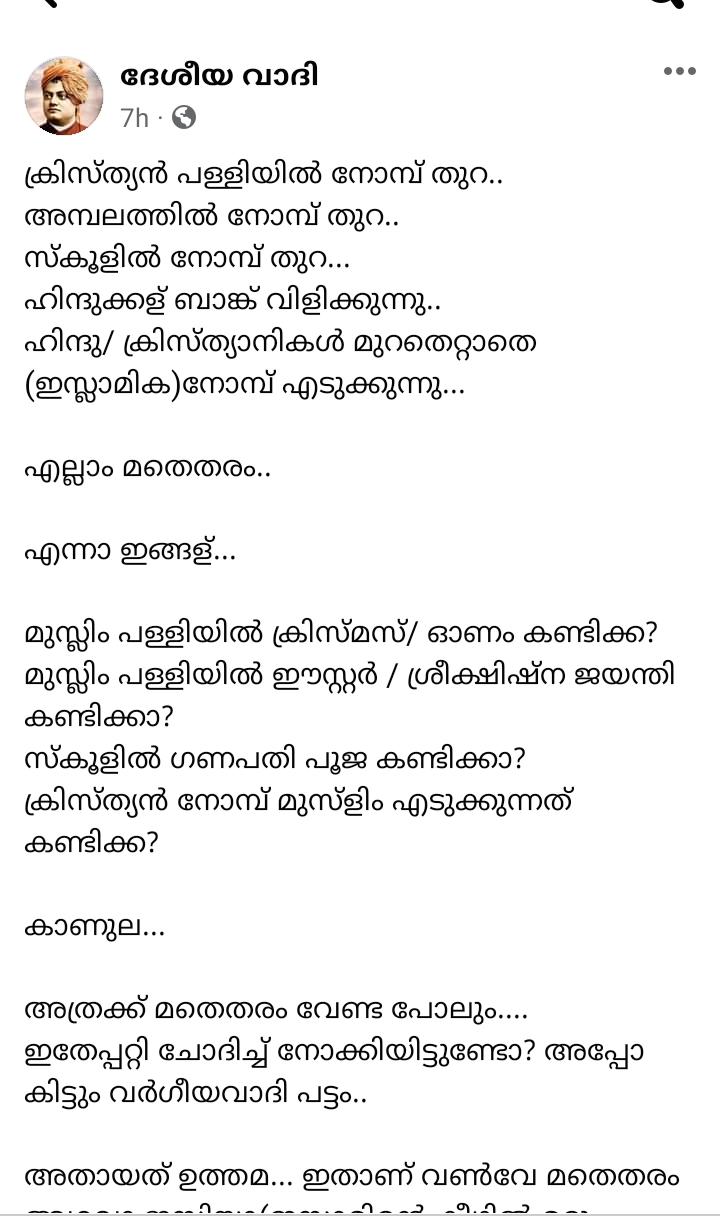 ദേശീയ വാദി
7h ·
ക്രിസ്ത്യൻ പള്ളിയിൽ നോമ്പ് തുറ..
അമ്പലത്തിൽ നോമ്പ് തുറ..
സ്കൂളിൽ നോമ്പ് തുറ...
ഹിന്ദുക്കള് ബാങ്ക് വിളിക്കുന്നു..
ഹിന്ദു/ ക്രിസ്ത്യാനികൾ മുറതെറ്റാതെ
(ഇസ്ലാമിക)നോമ്പ് എടുക്കുന്നു...
എല്ലാം മതെതരം..
എന്നാ ഇങ്ങള്...
മുസ്ലിം പള്ളിയിൽ ക്രിസ്മസ്/ ഓണം കണ്ടിക്ക?
മുസ്ലിം പള്ളിയിൽ ഈസ്റ്റർ / ശ്രീക്ഷിഷ്ന ജയന്തി
കണ്ടിക്കാ?
സ്കൂളിൽ ഗണപതി പൂജ കണ്ടിക്കാ?
ക്രിസ്ത്യൻ നോമ്പ് മുസ്ളിം എടുക്കുന്നത്
കണ്ടിക്ക?
കാണുല...
അത്രക്ക് മതെതരം വേണ്ട പോലും....
ഇതേപ്പറ്റി ചോദിച്ച് നോക്കിയിട്ടുണ്ടോ? അപ്പോ
കിട്ടും വർഗീയവാദി പട്ടം..
അതായത് ഉത്തമ... ഇതാണ് വൺവേ മതെതരം